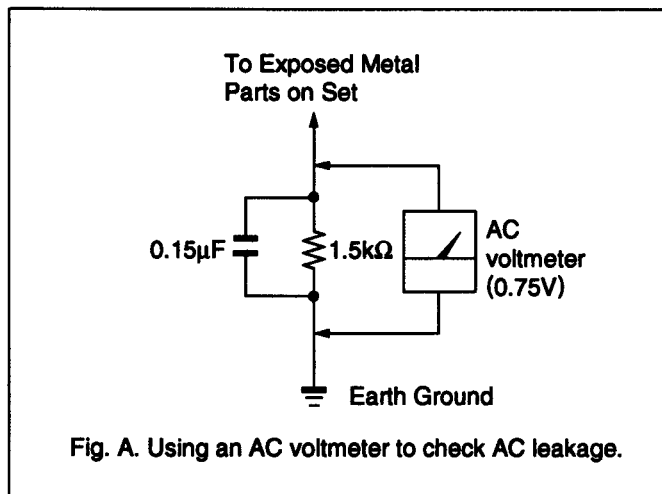 To Exposed Metal
Parts on Set
0.15µF
1.5kΩ
AC
voltmeter
(0.75V)
Earth Ground
Fig. A. Using an AC voltmeter to check AC leakage.